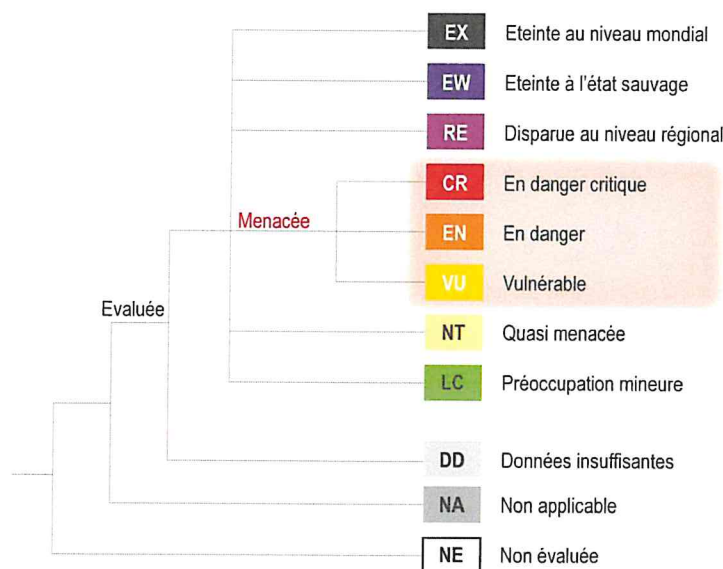 EX Eteinte au niveau mondial
EW Eteinte à l'état sauvage
RE Disparue au niveau régional
CR En danger critique
Menacée
EN En danger
VU Vulnérable
Evaluée
NT Quasi menacée
LC Préoccupation mineure
DD Données insuffisantes
NA Non applicable
NE Non évaluée